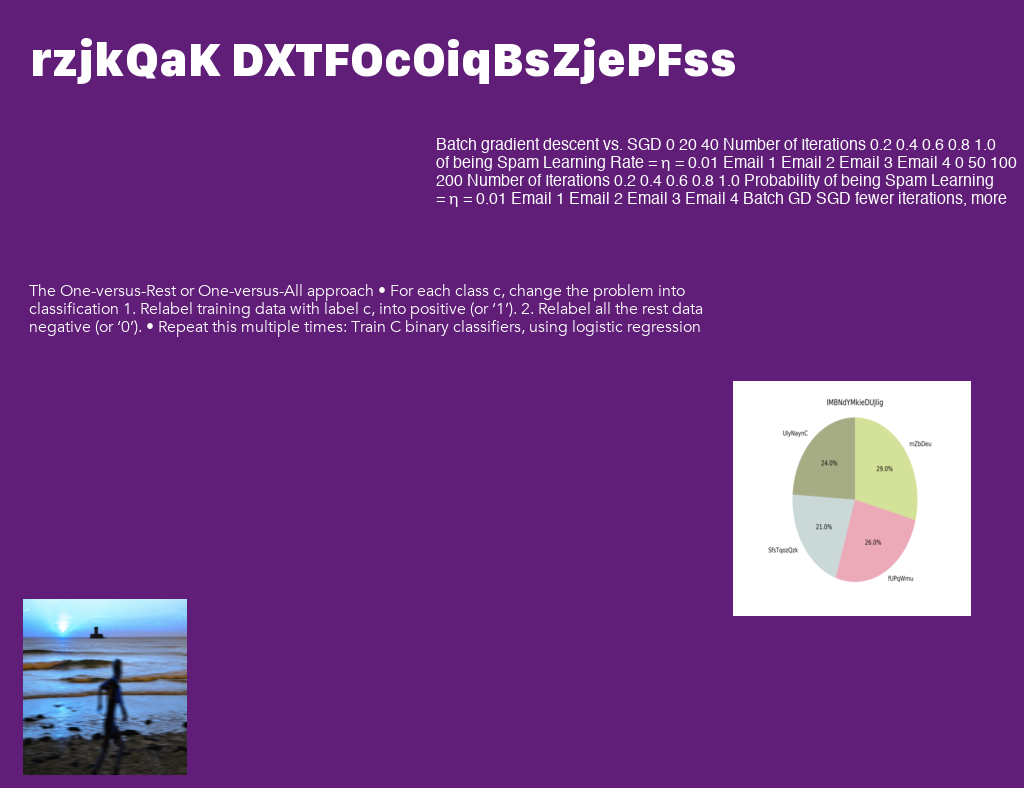 rzjkQaK DXTFOcOiqBsZjePFss
Batch gradient descent vs. SGD 0 20 40 Number of Iterations 0.2 0.4 0.6 0.8 1.0
of being Spam Learning Rate = η = 0.01 Email 1 Email 2 Email 3 Email 4 0 50 100
200 Number of Iterations 0.2 0.4 0.6 0.8 1.0 Probability of being Spam Learning
= η = 0.01 Email 1 Email 2 Email 3 Email 4 Batch GD SGD fewer iterations, more
The One-versus-Rest or One-versus-All approach • For each class c, change the problem into
classification 1. Relabel training data with label c, into positive (or ‘1’). 2. Relabel all the rest data
negative (or ‘0’). • Repeat this multiple times: Train C binary classifiers, using logistic regression
UlyNaynC
mZbDeu
24.0%
29.0%
21.0%
26.0%
SfsTqozQzk
fUPqWmu